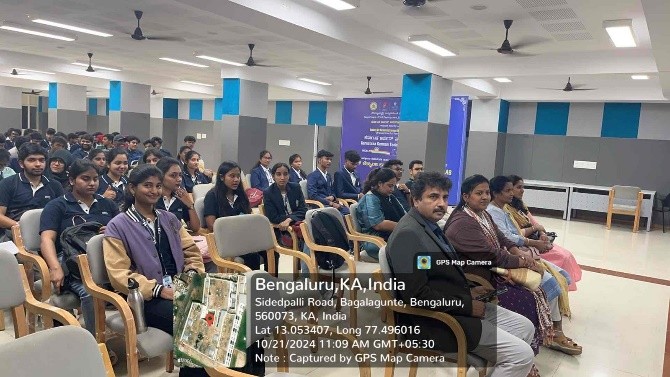 GPS Map Camera
Bengaluru,KA,India
Sidedpalli Road, Bagalagunte, Bengaluru,
560073, KA, India
Lat 13.053407, Long 77.496016
10/21/2024 11:09 AM GMT+05:30
Note : Captured by GPS Map Camera